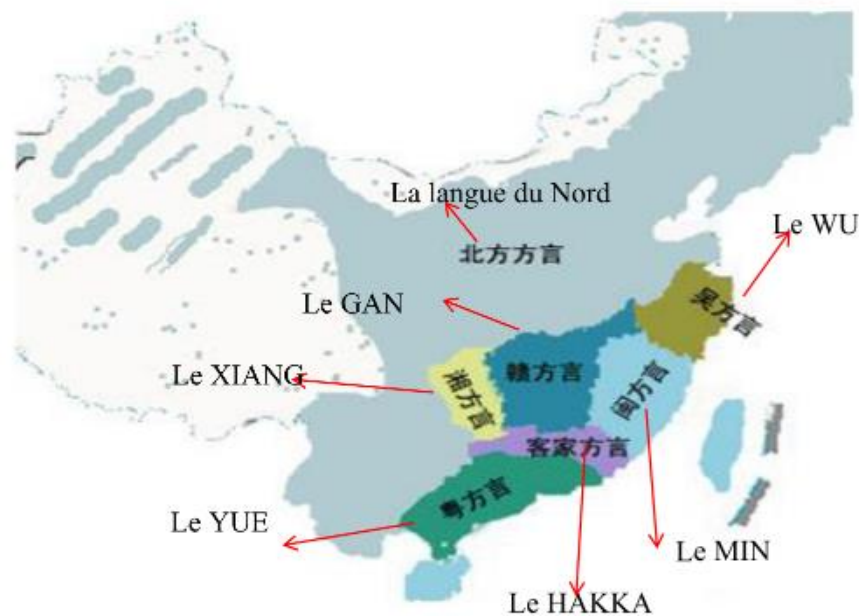 La langue du Nord
北方方言
Le WU
吴方言
Le GAN
Le XIANG
湘方言
赣方言
闽方言
客家方言
Le YUE
粤方言
Le MIN
Le HAKKA